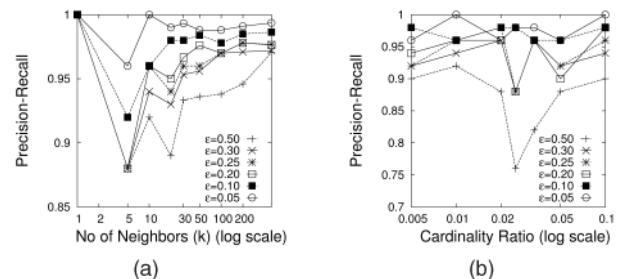 1
0.95
0.9
0.85
Precision-Recall
ε=0.50
ε=0.30
ε=0.25
ε=0.20
ε=0.10
ε=0.05
1 2 5 10 30 50 100 200
No of Neighbors (k) (log scale)
(a)
1
0.95
0.9
0.85
0.8
0.75
0.7
Precision-Recall
ε=0.50
ε=0.30
ε=0.25
ε=0.20
ε=0.10
ε=0.05
0.005 0.01 0.02 0.05 0.1
Cardinality Ratio (log scale)
(b)